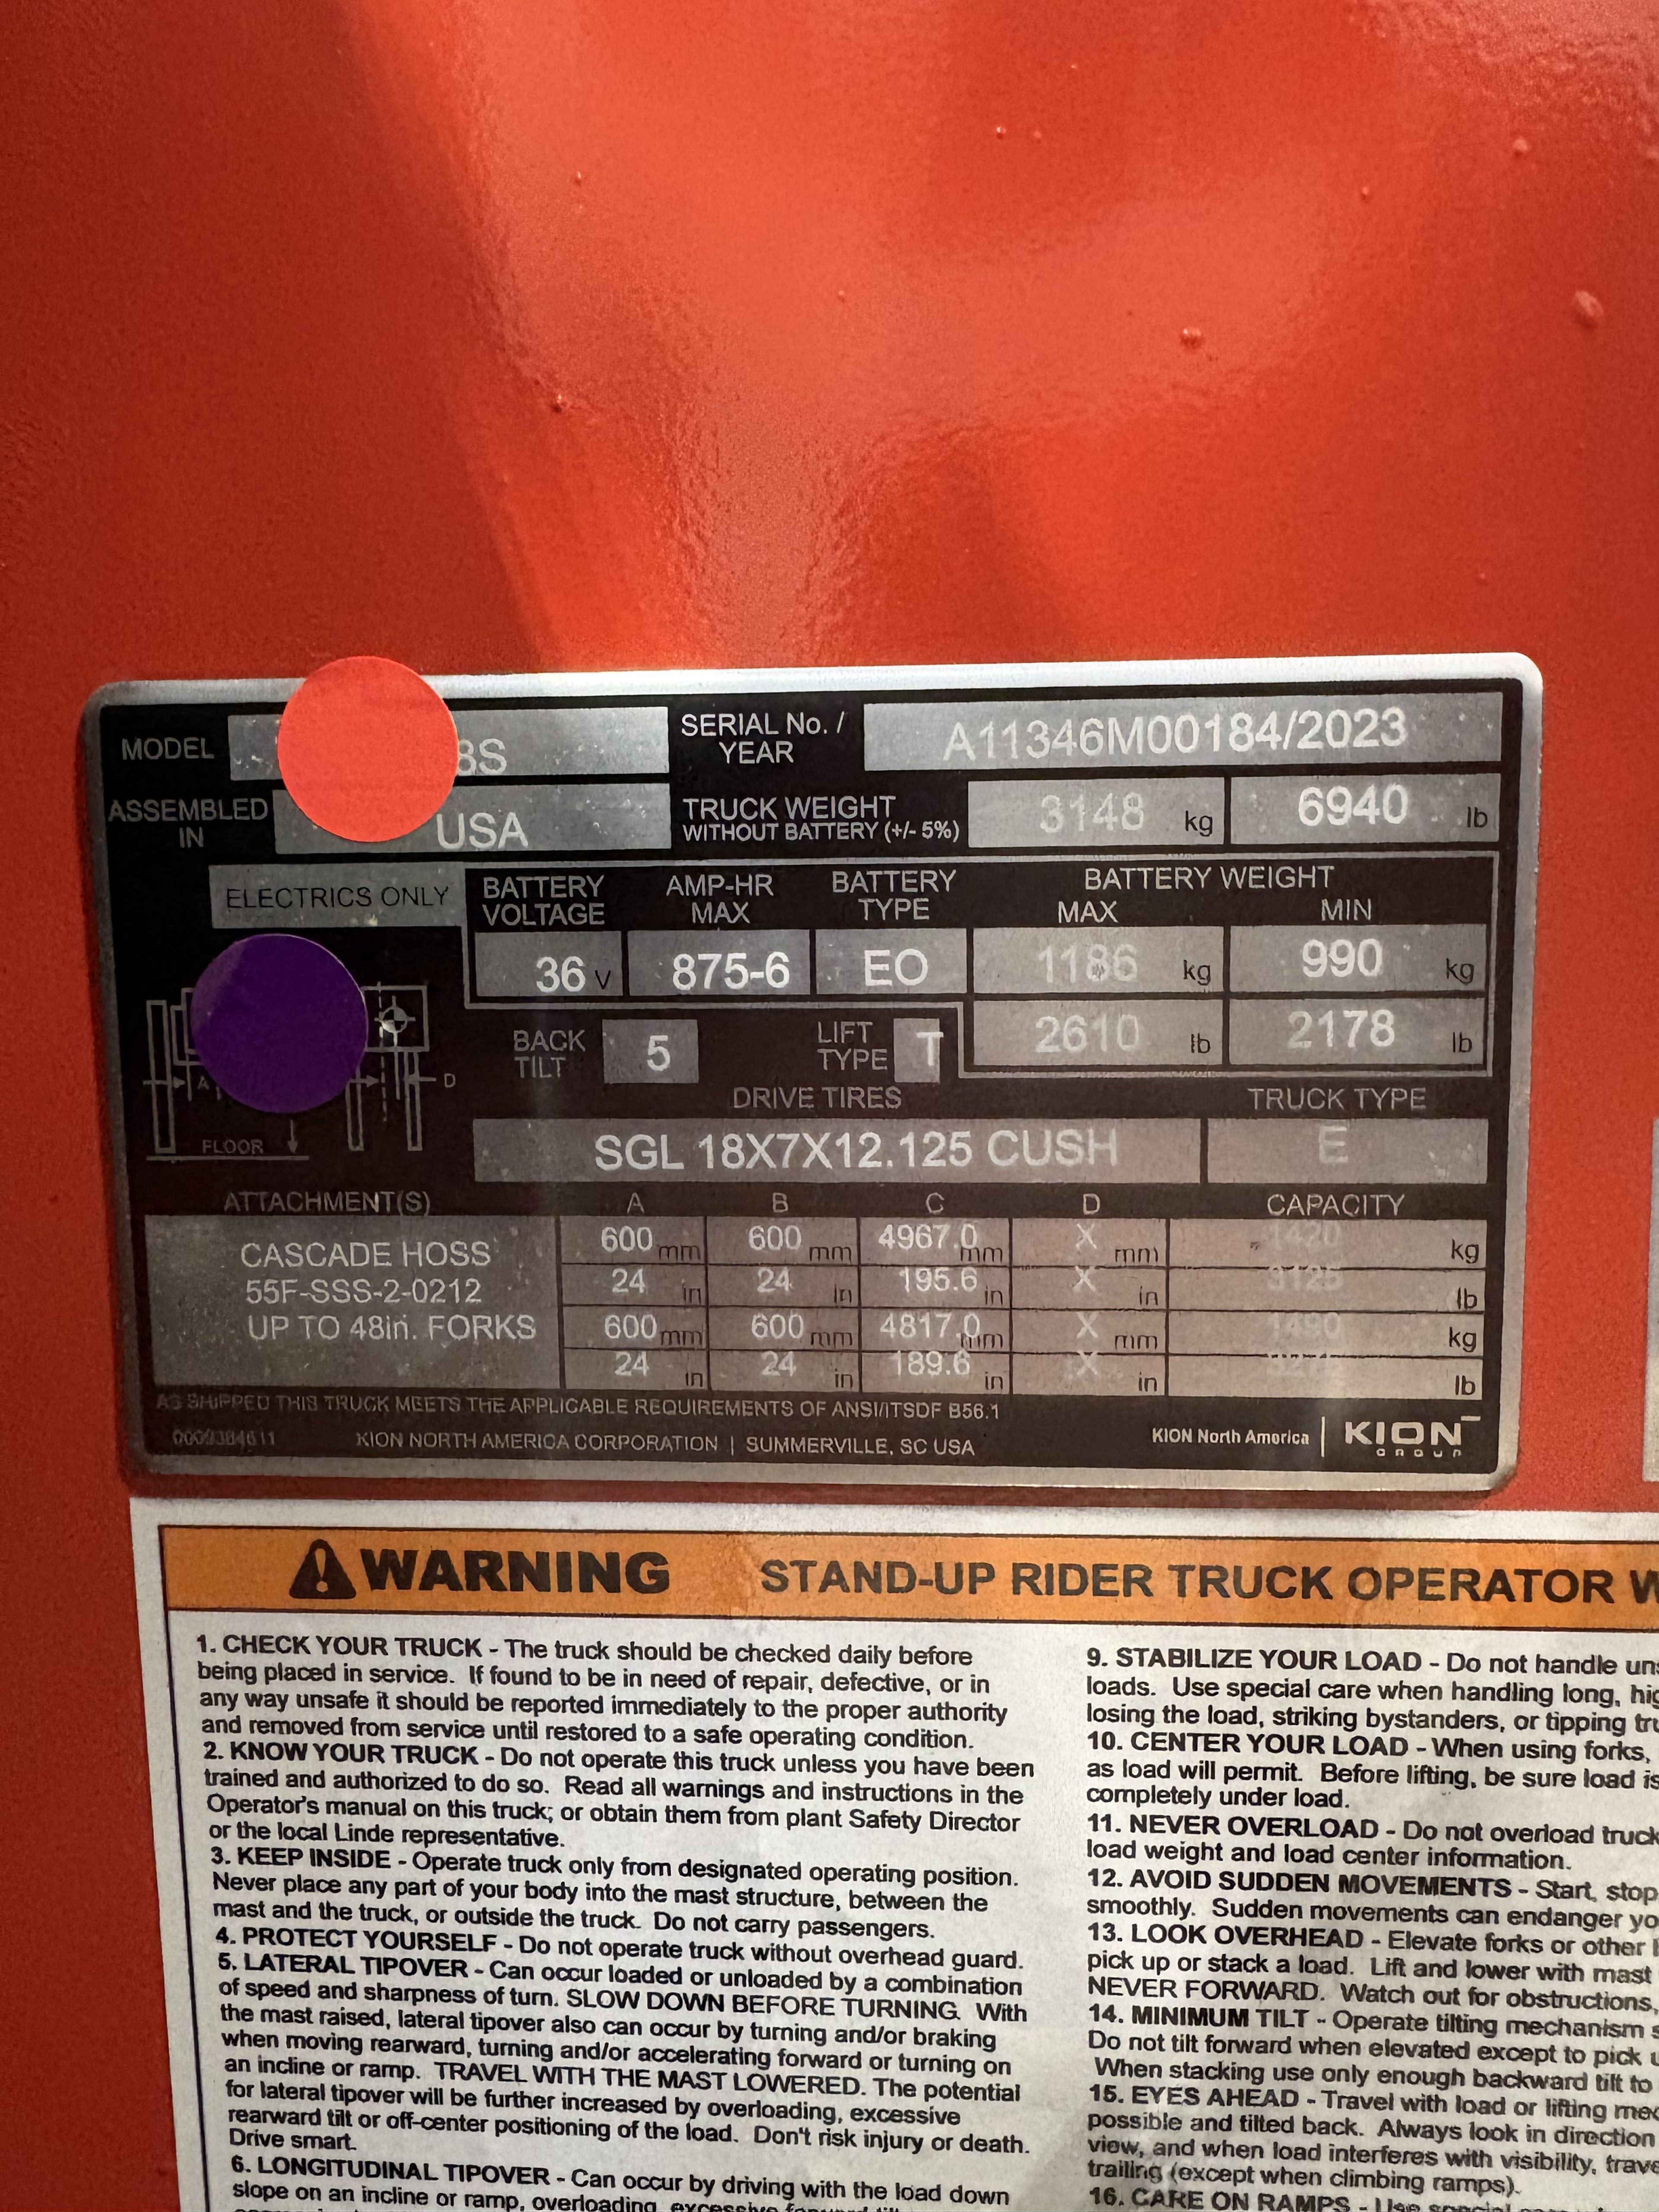 MODEL 8S SERIAL No. / YEAR A11346M00184/2023
ASSEMBLED IN USA TRUCK WEIGHT WITHOUT BATTERY (+/- 5%) 3148 kg 6940 lb
ELECTRICS ONLY BATTERY VOLTAGE AMP-HR MAX BATTERY TYPE BATTERY WEIGHT
MAX MIN
36 V 875-6 EO 1186 kg 990 kg
2610 lb 2178 lb
BACK TILT 5 LIFT TYPE T
A D
FLOOR
DRIVE TIRES TRUCK TYPE
SGL 18X7X12.125 CUSH E
ATTACHMENT(S) A B C D CAPACITY
CASCADE HOSS
55F-SSS-2-0212
UP TO 48in. FORKS
600 mm 600 mm 4967.0 mm X mm 1420 kg
24 in 24 in 195.6 in X in 3125 lb
600 mm 600 mm 4817.0 mm X mm 1490 kg
24 in 24 in 189.6 in X in lb
AS SHIPPED THIS TRUCK MEETS THE APPLICABLE REQUIREMENTS OF ANSI/ITSDF B56.1
0009384611 KION NORTH AMERICA CORPORATION | SUMMERVILLE, SC USA
KION North America | KION GROUP
WARNING STAND-UP RIDER TRUCK OPERATOR
1. CHECK YOUR TRUCK - The truck should be checked daily before
being placed in service. If found to be in need of repair, defective, or in
any way unsafe it should be reported immediately to the proper authority
and removed from service until restored to a safe operating condition.
2. KNOW YOUR TRUCK - Do not operate this truck unless you have been
trained and authorized to do so. Read all warnings and instructions in the
Operator's manual on this truck; or obtain them from plant Safety Director
or the local Linde representative.
3. KEEP INSIDE - Operate truck only from designated operating position.
Never place any part of your body into the mast structure, between the
mast and the truck, or outside the truck. Do not carry passengers.
4. PROTECT YOURSELF - Do not operate truck without overhead guard.
5. LATERAL TIPOVER - Can occur loaded or unloaded by a combination
of speed and sharpness of turn. SLOW DOWN BEFORE TURNING. With
the mast raised, lateral tipover also can occur by turning and/or braking
when moving rearward, turning and/or accelerating forward or turning on
an incline or ramp. TRAVEL WITH THE MAST LOWERED. The potential
for lateral tipover will be further increased by overloading, excessive
rearward tilt or off-center positioning of the load. Don't risk injury or death.
Drive smart.
6. LONGITUDINAL TIPOVER - Can occur by driving with the load down
slope on an incline or ramp, overloading, excessive
9. STABILIZE YOUR LOAD - Do not handle
loads. Use special care when handling long,
losing the load, striking bystanders, or tipping
10. CENTER YOUR LOAD - When using forks,
as load will permit. Before lifting, be sure load is
completely under load.
11. NEVER OVERLOAD - Do not overload truck
load weight and load center information.
12. AVOID SUDDEN MOVEMENTS - Start, stop
smoothly. Sudden movements can endanger
13. LOOK OVERHEAD - Elevate forks or other
pick up or stack a load. Lift and lower with mast
NEVER FORWARD. Watch out for obstructions,
14. MINIMUM TILT - Operate tilting mechanism
Do not tilt forward when elevated except to pick
When stacking use only enough backward tilt to
15. EYES AHEAD - Travel with load or lifting
possible and tilted back. Always look in direction
view, and when load interferes with visibility,
trailing (except when climbing ramps).
16. CARE ON RAMPS - Use special